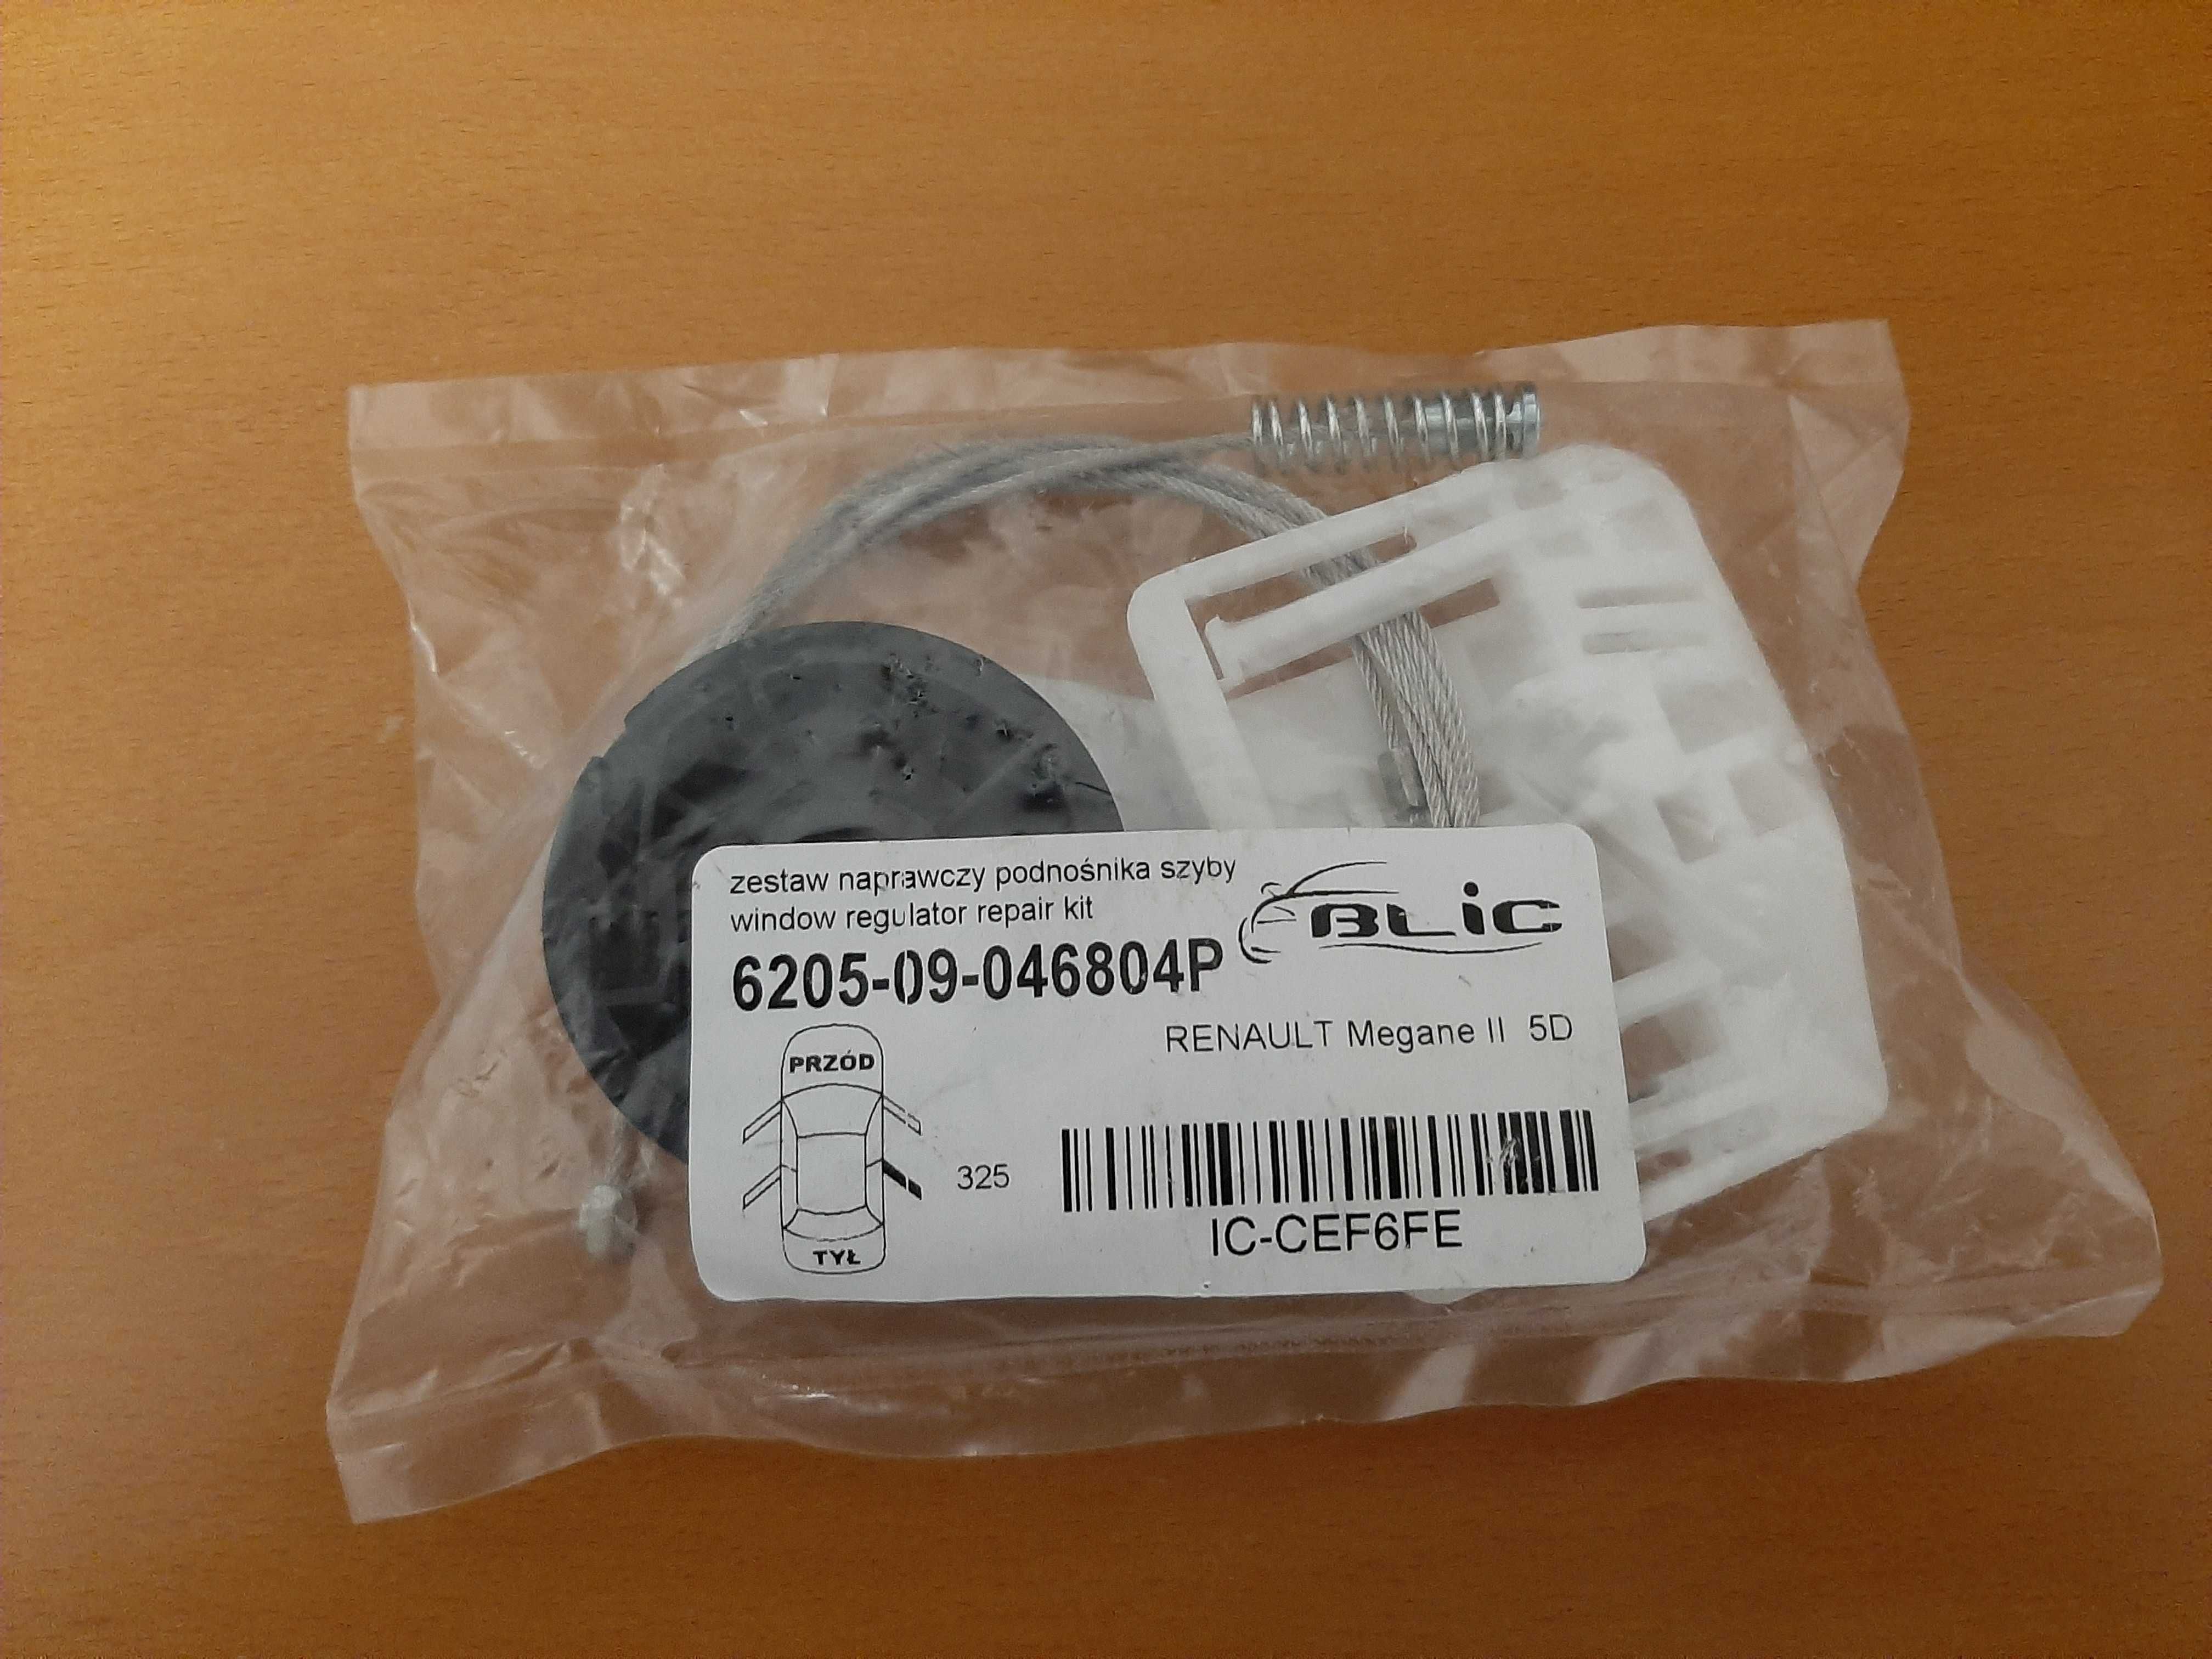 zestaw naprawczy podnośnika szyby
window regulator repair kit
BLiC
6205-09-046804P
RENAULT Megane II 5D
PRZÓD
325
TYŁ
IC-CEF6FE